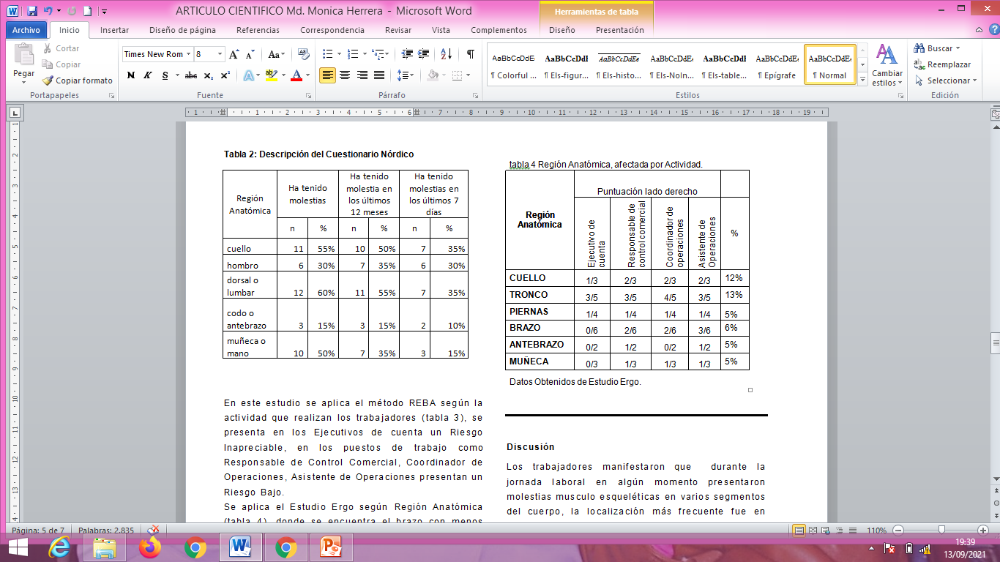 ARTICULO CIENTIFICO Md. Monica Herrera - Microsoft Word
Herramientas de tabla
Archivo Inicio Insertar Diseño de página Referencias Correspondencia Revisar Vista Complementos Diseño Presentación
Pegar
Cortar
Copiar
Copiar formato
Portapapeles
Times New Rom 8
N K S abc x₂ x²
Fuente
Párrafo
AaBbCcDdE AaBbCcDdI AaBbCcDdEe AaBbCcDdI AaBbCcDdI AaBbCcDdE AaBbCcDdE
¶ Colorful ... ¶ Els-figur... ¶ Els-histo... ¶ Els-NoIn... ¶ Els-table... ¶ Epígrafe ¶ Normal
Cambiar
estilos
Estilos
Buscar
Reemplazar
Seleccionar
Edición
Tabla 2: Descripción del Cuestionario Nórdico
Región
Anatómica
Ha tenido
molestias
Ha tenido
molestia en
los últimos
12 meses
Ha tenido
molestias en
los últimos 7
días
n % n % n %
cuello 11 55% 10 50% 7 35%
hombro 6 30% 7 35% 6 30%
dorsal o
lumbar 12 60% 11 55% 7 35%
codo o
antebrazo 3 15% 3 15% 2 10%
muñeca o
mano 10 50% 7 35% 3 15%
En este estudio se aplica el método REBA según la
actividad que realizan los trabajadores (tabla 3), se
presenta en los Ejecutivos de cuenta un Riesgo
Inapreciable, en los puestos de trabajo como
Responsable de Control Comercial, Coordinador de
Operaciones, Asistente de Operaciones presentan un
Riesgo Bajo.
Se aplica el Estudio Ergo según Región Anatómica
(tabla 4), donde se encuentra el brazo con menos
tabla 4 Región Anatómica, afectada por Actividad.
Región
Anatómica
Puntuación lado derecho
Ejecutivo de
cuenta
Responsable de
control comercial
Coordinador de
operaciones
Asistente de
Operaciones
%
CUELLO 1/3 2/3 2/3 2/3 12%
TRONCO 3/5 3/5 4/5 3/5 13%
PIERNAS 1/4 1/4 1/4 1/4 5%
BRAZO 0/6 2/6 2/6 3/6 6%
ANTEBRAZO 0/2 1/2 0/2 1/2 5%
MUÑECA 0/3 1/3 1/3 1/3 5%
Datos Obtenidos de Estudio Ergo.
Discusión
Los trabajadores manifestaron que durante la
jornada laboral en algún momento presentaron
molestias musculo esqueléticas en varios segmentos
del cuerpo, la localización más frecuente fue en
Página: 5 de 7 Palabras: 2.835 110%
19:39
13/09/2021